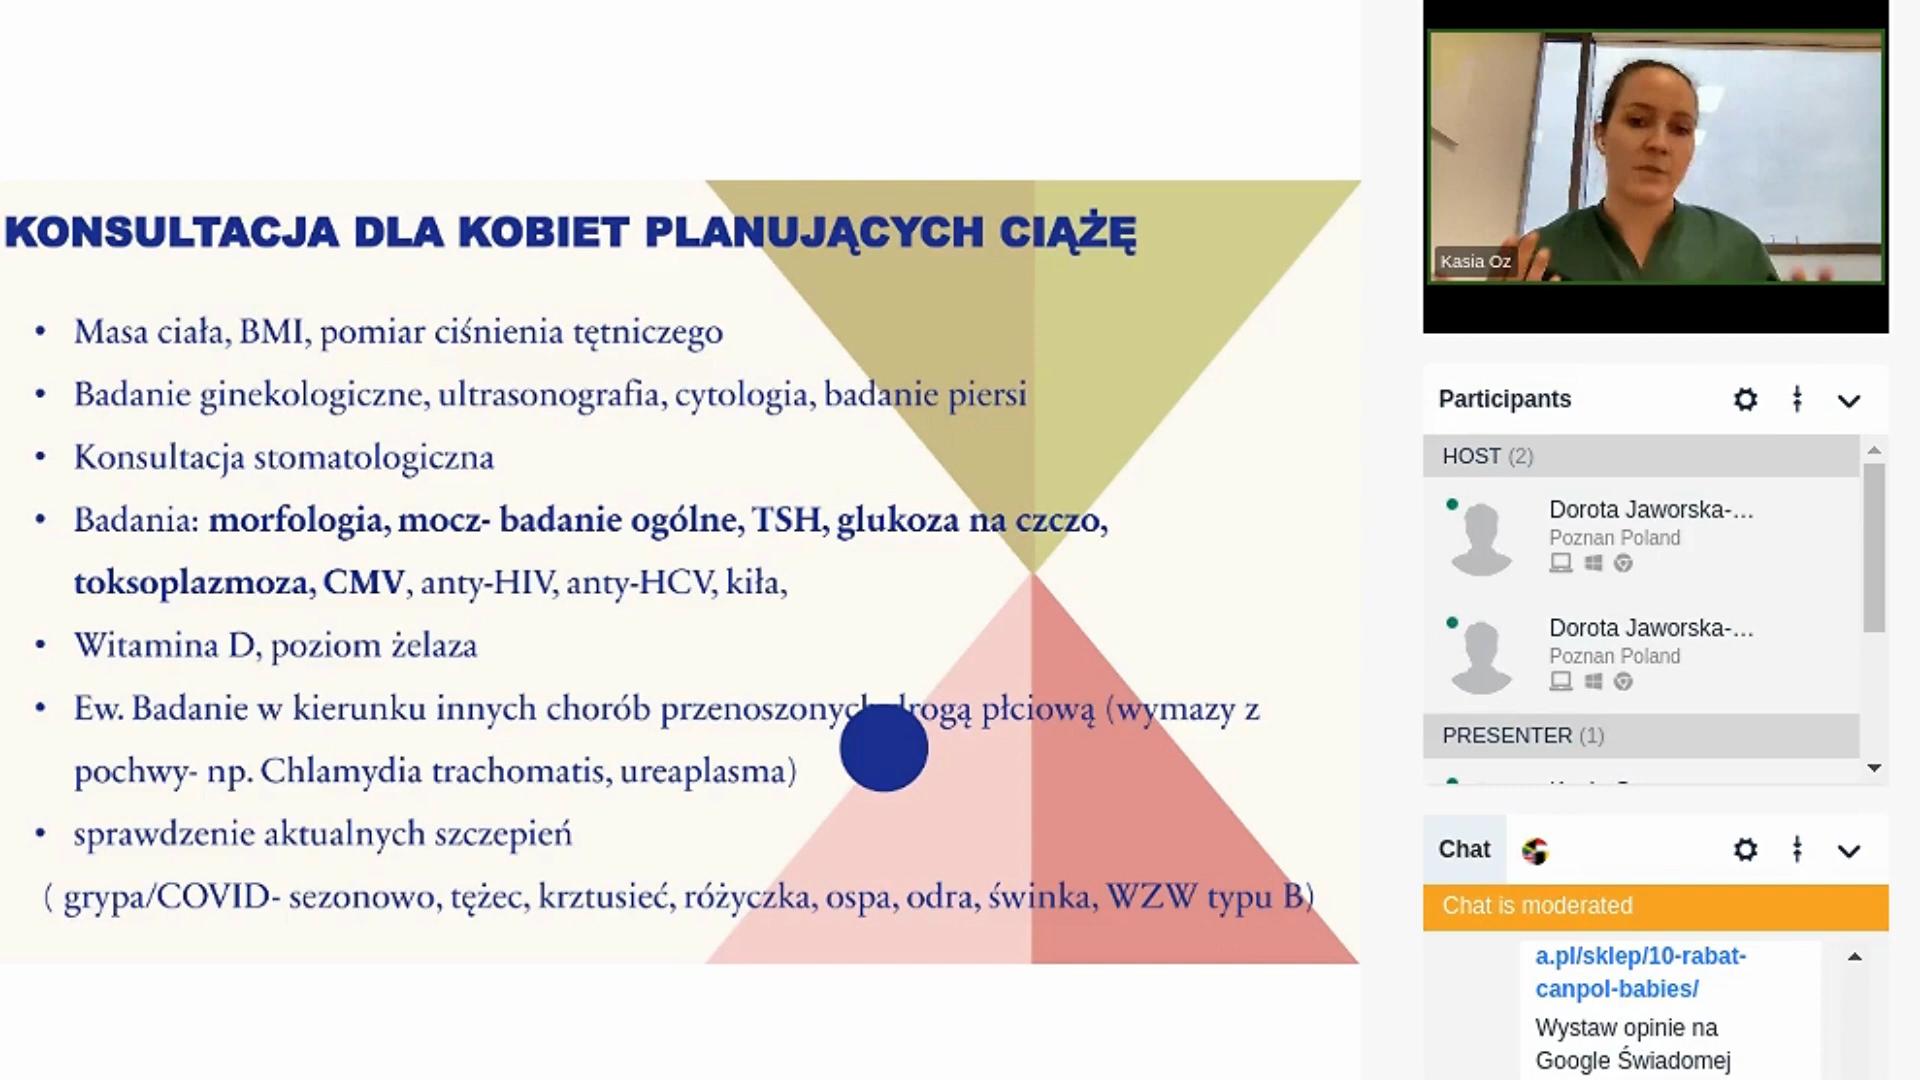 KONSULTACJA DLA KOBIET PLANUJĄCYCH CIĄŻĘ
• Masa ciała, BMI, pomiar ciśnienia tętniczego
• Badanie ginekologiczne, ultrasonografia, cytologia, badanie piersi
• Konsultacja stomatologiczna
• Badania: morfologia, mocz- badanie ogólne, TSH, glukoza na czczo,
toksoplazmoza, CMV, anty-HIV, anty-HCV, kiła,
• Witamina D, poziom żelaza
• Ew. Badanie w kierunku innych chorób przenoszonych drogą płciową (wymazy z
pochwy- np. Chlamydia trachomatis, ureaplasma)
• sprawdzenie aktualnych szczepień
( grypa/COVID- sezonowo, tężec, krztusieć, różyczka, ospa, odra, świnka, WZW typu B)
Kasia Oz
Participants
HOST (2)
Dorota Jaworska-...
Poznan Poland
Dorota Jaworska-...
Poznan Poland
PRESENTER (1)
Chat
Chat is moderated
a.pl/sklep/10-rabat-
canpol-babies/
Wystaw opinie na
Google Świadomej